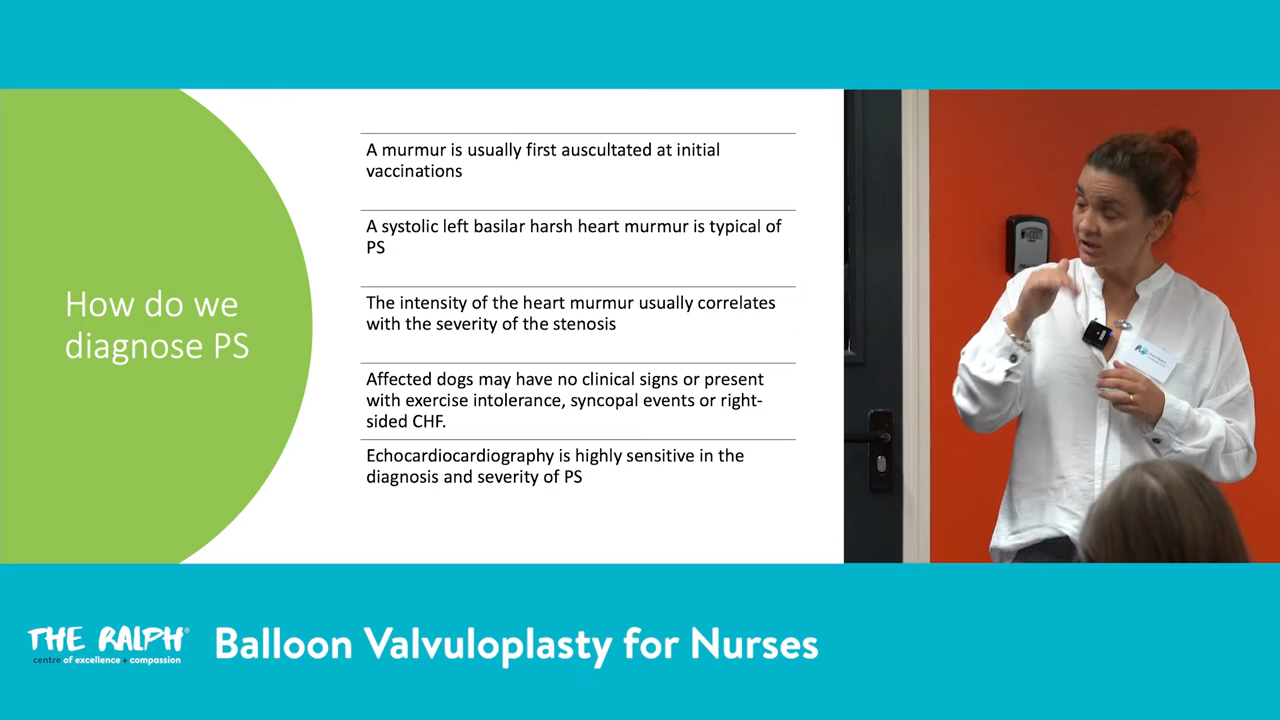 How do we
diagnose PS
A murmur is usually first auscultated at initial
vaccinations
A systolic left basilar harsh heart murmur is typical of
PS
The intensity of the heart murmur usually correlates
with the severity of the stenosis
Affected dogs may have no clinical signs or present
with exercise intolerance, syncopal events or right-
sided CHF.
Echocardiocardiography is highly sensitive in the
diagnosis and severity of PS
THE RALPH®
centre of excellence + compassion
Balloon Valvuloplasty for Nurses